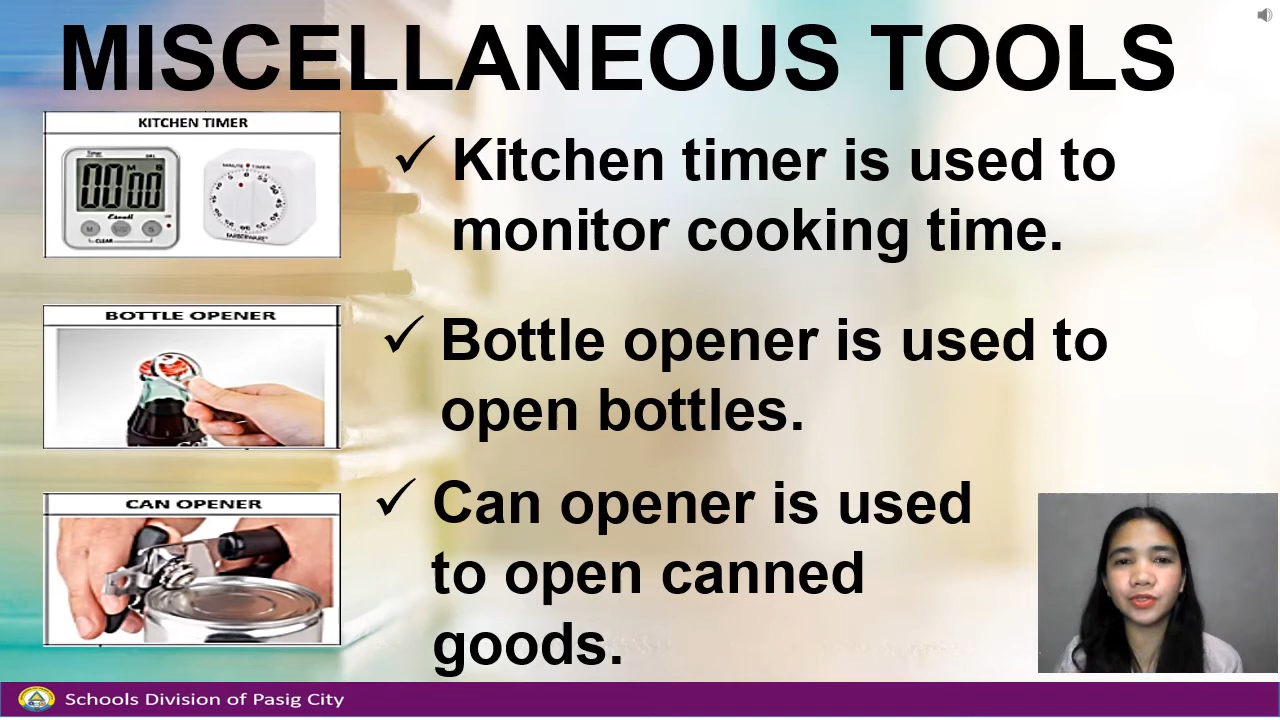 MISCELLANEOUS TOOLS
KITCHEN TIMER
Kitchen timer is used to
monitor cooking time.
BOTTLE OPENER
Bottle opener is used to
open bottles.
CAN OPENER
Can opener is used
to open canned
goods.
Schools Division of Pasig City